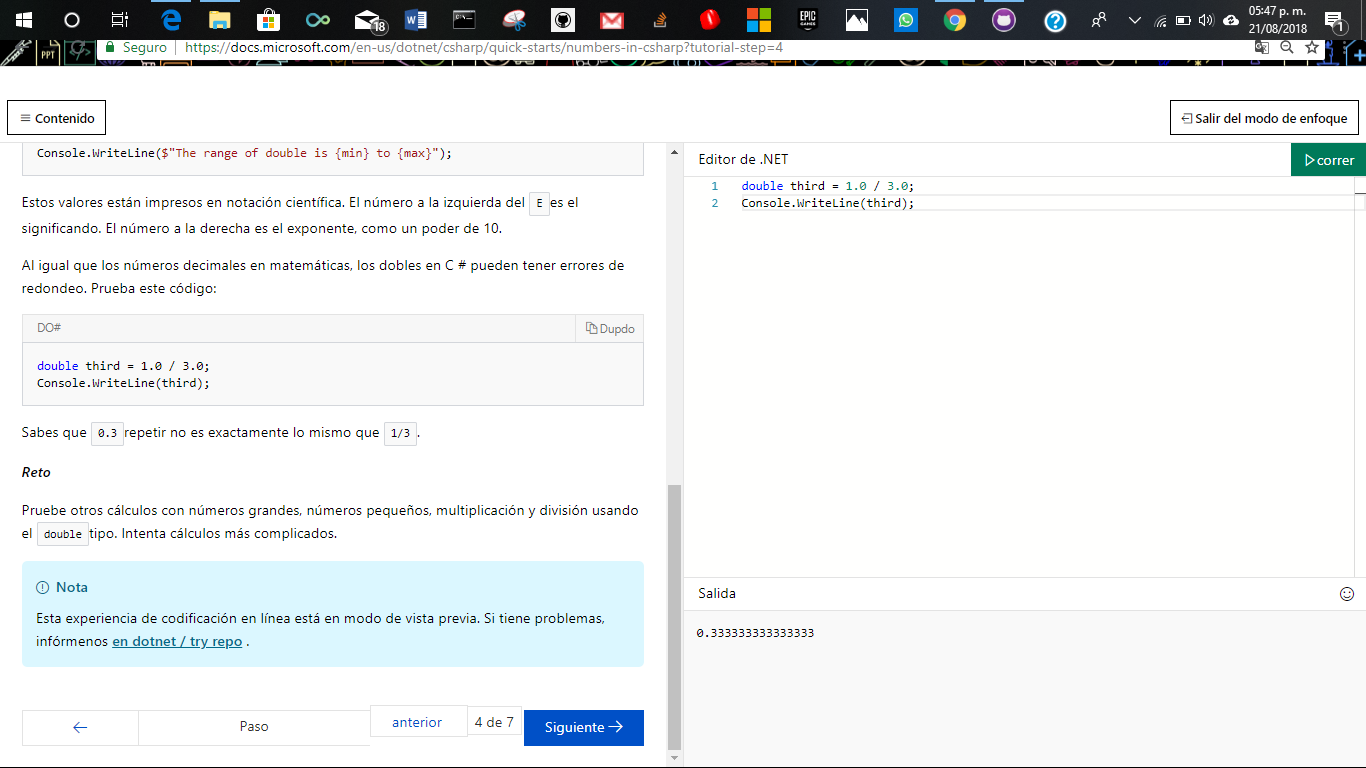 18
EPIC GAMES
05:47 p. m.
21/08/2018
1
PPT
Seguro | https://docs.microsoft.com/en-us/dotnet/csharp/quick-starts/numbers-in-csharp?tutorial-step=4
Contenido
Salir del modo de enfoque
Console.WriteLine($"The range of double is {min} to {max}");
Estos valores están impresos en notación científica. El número a la izquierda del E es el
significando. El número a la derecha es el exponente, como un poder de 10.
Al igual que los números decimales en matemáticas, los dobles en C # pueden tener errores de
redondeo. Prueba este código:
DO#
Dupdo
double third = 1.0 / 3.0;
Console.WriteLine(third);
Sabes que 0.3 repetir no es exactamente lo mismo que 1/3 .
Reto
Pruebe otros cálculos con números grandes, números pequeños, multiplicación y división usando
el double tipo. Intenta cálculos más complicados.
Nota
Esta experiencia de codificación en línea está en modo de vista previa. Si tiene problemas,
infórmenos en dotnet / try repo .
Paso
anterior
4 de 7
Siguiente
Editor de .NET
correr
1 double third = 1.0 / 3.0;
2 Console.WriteLine(third);
Salida
0.333333333333333